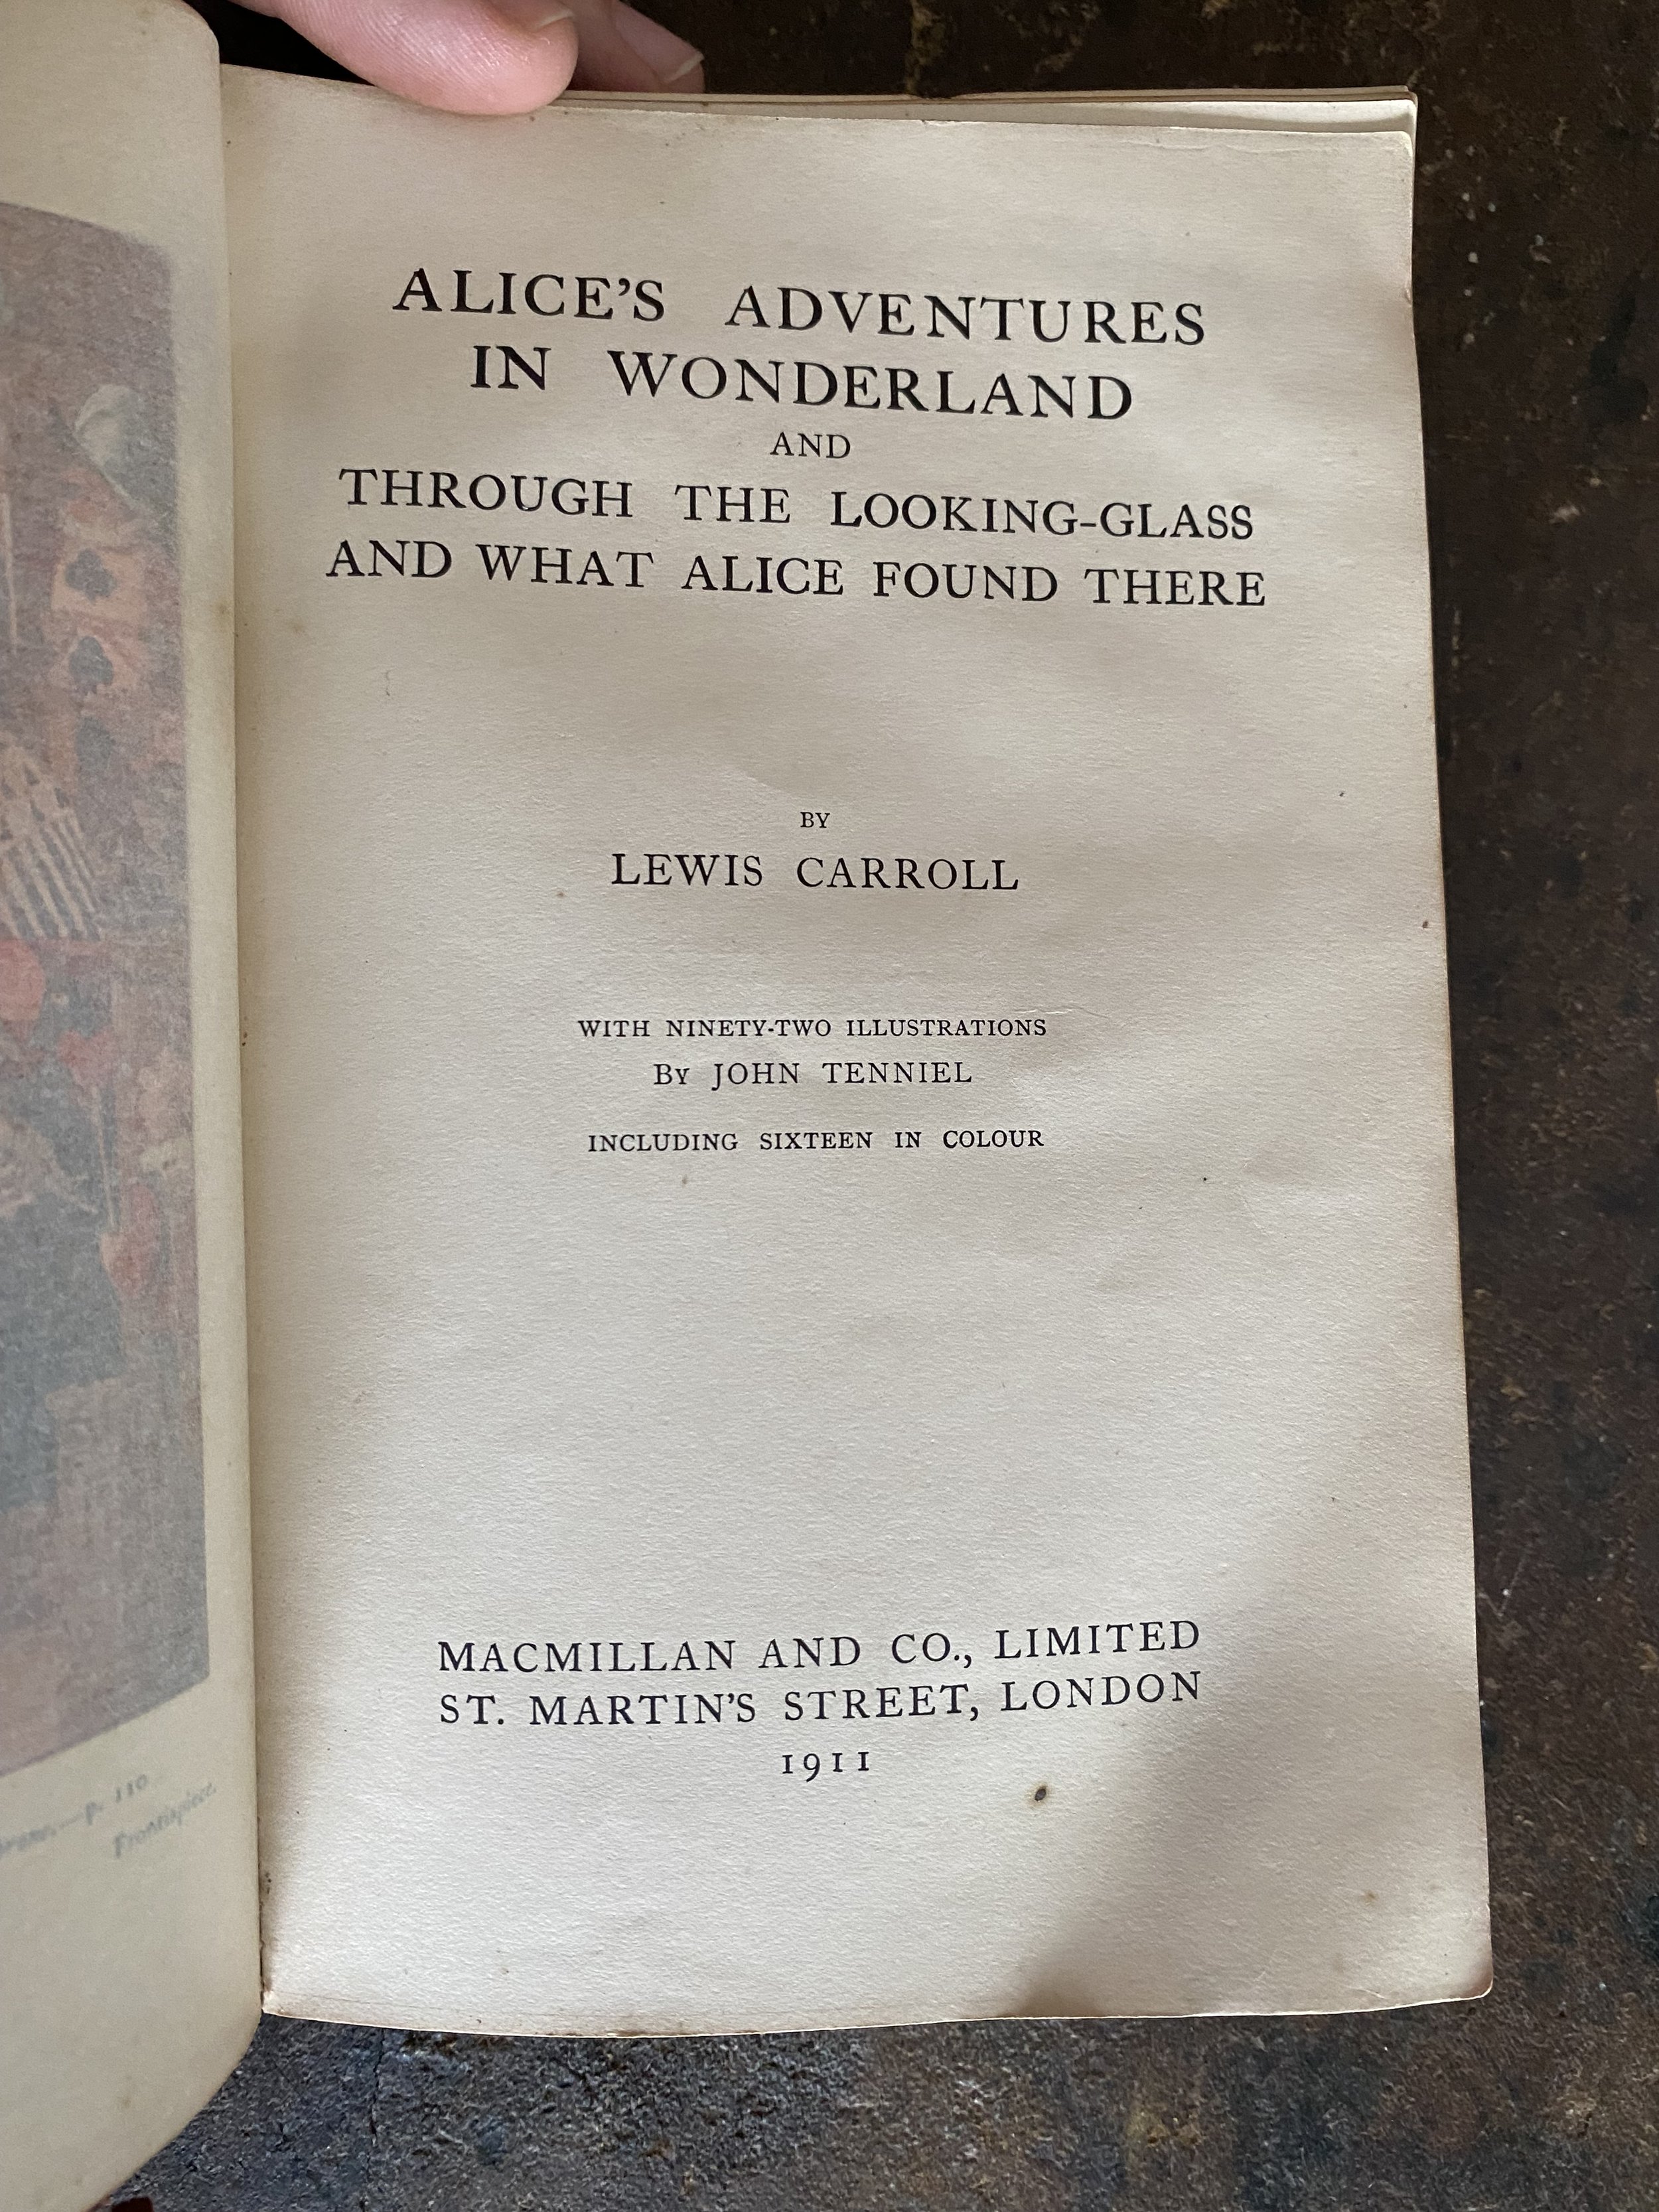 ALICE'S ADVENTURES
IN WONDERLAND
AND
THROUGH THE LOOKING-GLASS
AND WHAT ALICE FOUND THERE
BY
LEWIS CARROLL
WITH NINETY-TWO ILLUSTRATIONS
By JOHN TENNIEL
INCLUDING SIXTEEN IN COLOUR
MACMILLAN AND CO., LIMITED
ST. MARTIN'S STREET, LONDON
1911
—p. 110.
Frontispiece.